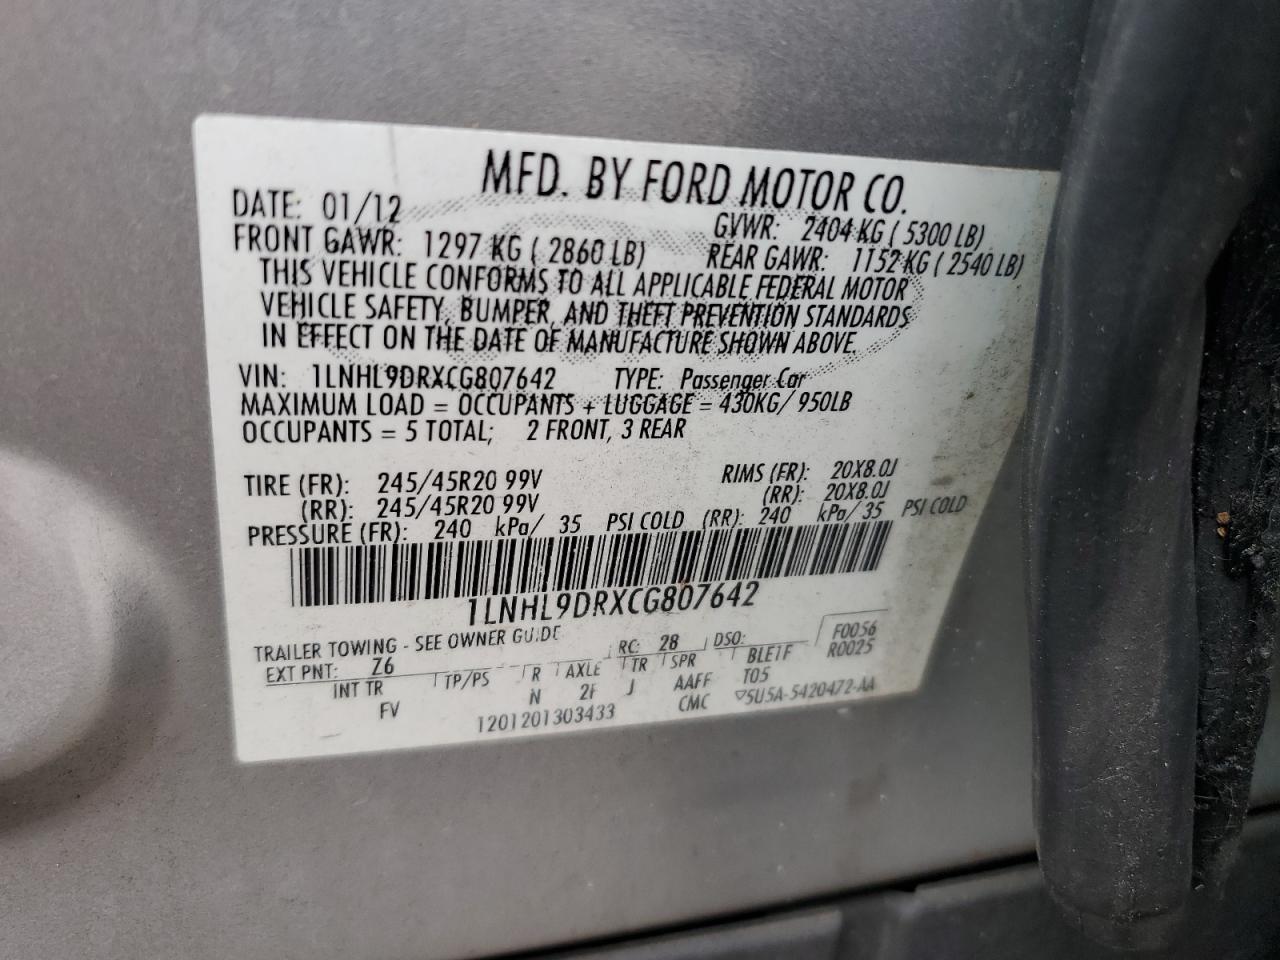 MFD. BY FORD MOTOR CO.
DATE: 01/12 GVWR: 2404 KG ( 5300 LB)
FRONT GAWR: 1297 KG ( 2860 LB) REAR GAWR: 1152 KG ( 2540 LB)
THIS VEHICLE CONFORMS TO ALL APPLICABLE FEDERAL MOTOR
VEHICLE SAFETY, BUMPER, AND THEFT PREVENTION STANDARDS
IN EFFECT ON THE DATE OF MANUFACTURE SHOWN ABOVE.
VIN: 1LNHL9DRXCG807642 TYPE: Passenger Car
MAXIMUM LOAD = OCCUPANTS + LUGGAGE = 430KG/ 950LB
OCCUPANTS = 5 TOTAL; 2 FRONT, 3 REAR
TIRE (FR): 245/45R20 99V RIMS (FR): 20X8.0J
(RR): 245/45R20 99V (RR): 20X8.0J
PRESSURE (FR): 240 kPa/ 35 PSI COLD (RR): 240 kPa/ 35 PSI COLD
1LNHL9DRXCG807642
TRAILER TOWING - SEE OWNER GUIDE
EXT PNT: Z6 RC: 28 DSO: F0056
R0025
INT TR TP/PS R AXLE TR SPR BLE1F
FV N 2F J AAFF T05
1201201303433 CMC ▽5U5A-5420472-AA